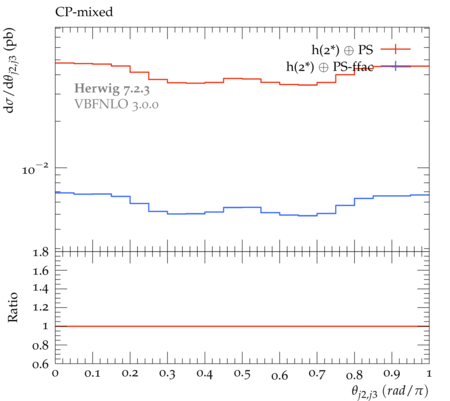 CP-mixed
dσ/dθj2,j3 (pb)
h(2*) ⊕ PS
h(2*) ⊕ PS-ffac
Herwig 7.2.3
VBFNLO 3.0.0
10−2
1.8
1.6
1.4
1.2
1
0.8
0.6
Ratio
0 0.1 0.2 0.3 0.4 0.5 0.6 0.7 0.8 0.9 1
θj2,j3 (rad/π)